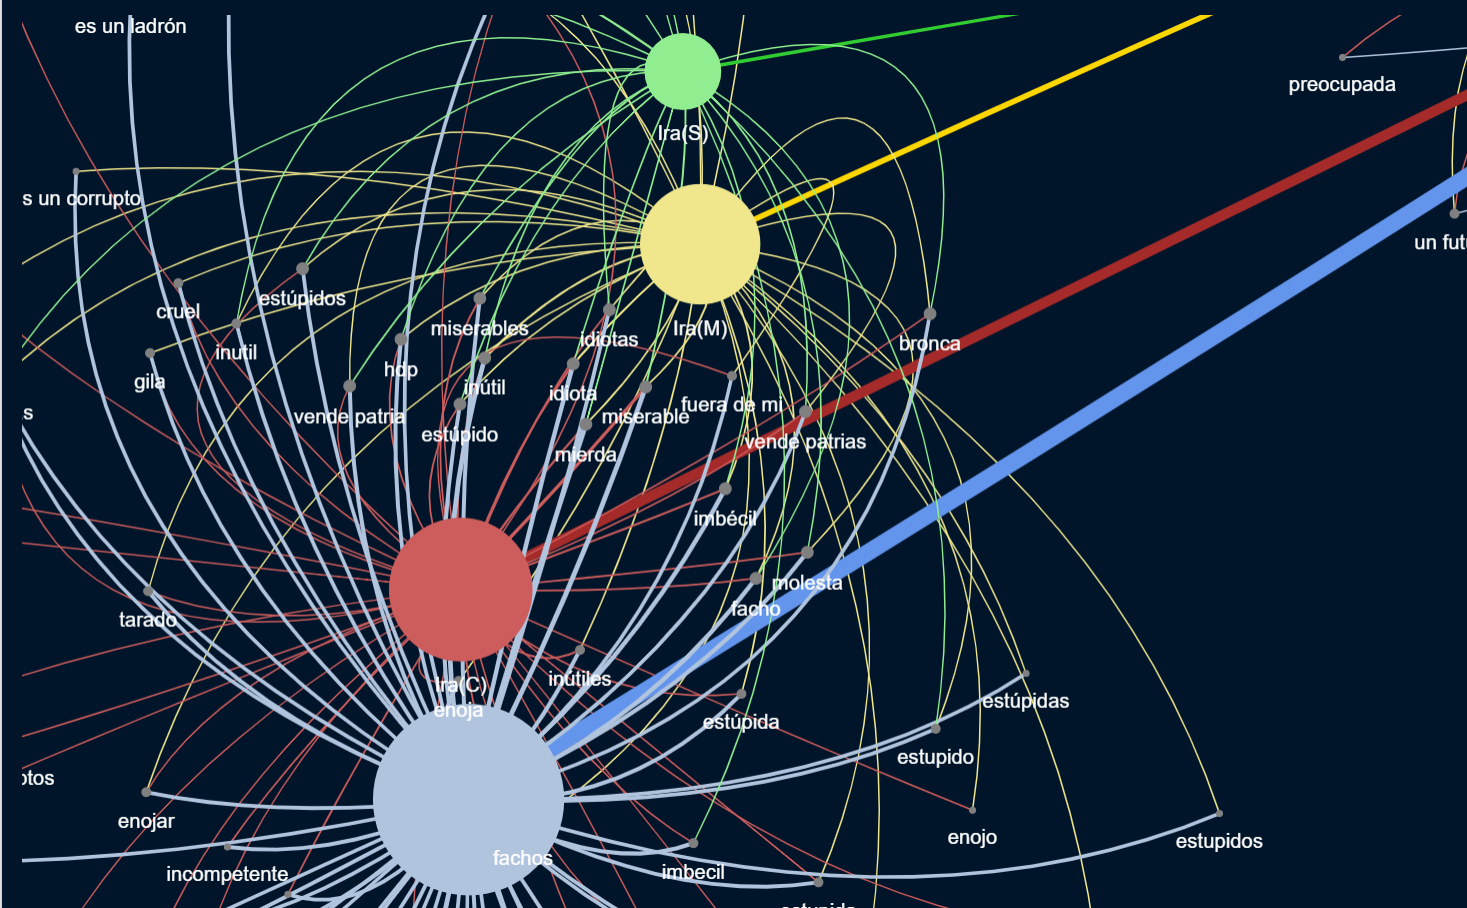 es un ladrón
preocupada
Ira(S)
s un corrupto
un fut
estúpidos
cruel
miserables
Ira(M)
idiotas
bronca
inutil
hdp
gila
inútil
idiota
fuera de mi
s
vende patria
miserable
estúpido
vende patrias
mierda
imbécil
molesta
facho
tarado
inútiles
Ira(C)
estúpidas
enoja
estúpida
estupido
otos
enojar
enojo
estupidos
fachos
imbecil
incompetente